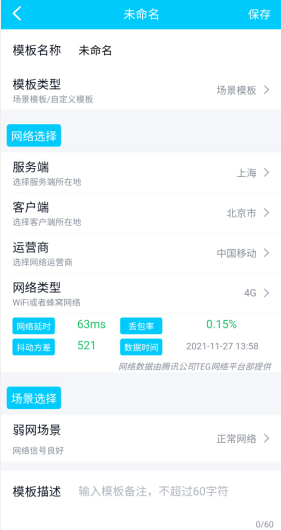 未命名 保存
模板名称 未命名
模板类型
场景模板/自定义模板
场景模板
网络选择
服务端
选择服务端所在地
上海
客户端
选择客户端所在地
北京市
运营商
选择网络运营商
中国移动
网络类型
WiFi或者蜂窝网络
4G
网络延时 63ms 丢包率 0.15%
抖动方差 521 数据时间 2021-11-27 13:58
网络数据由腾讯公司TEG网络平台部提供
场景选择
弱网场景
网络信号良好
正常网络
模板描述 输入模板备注，不超过60字符
0/60